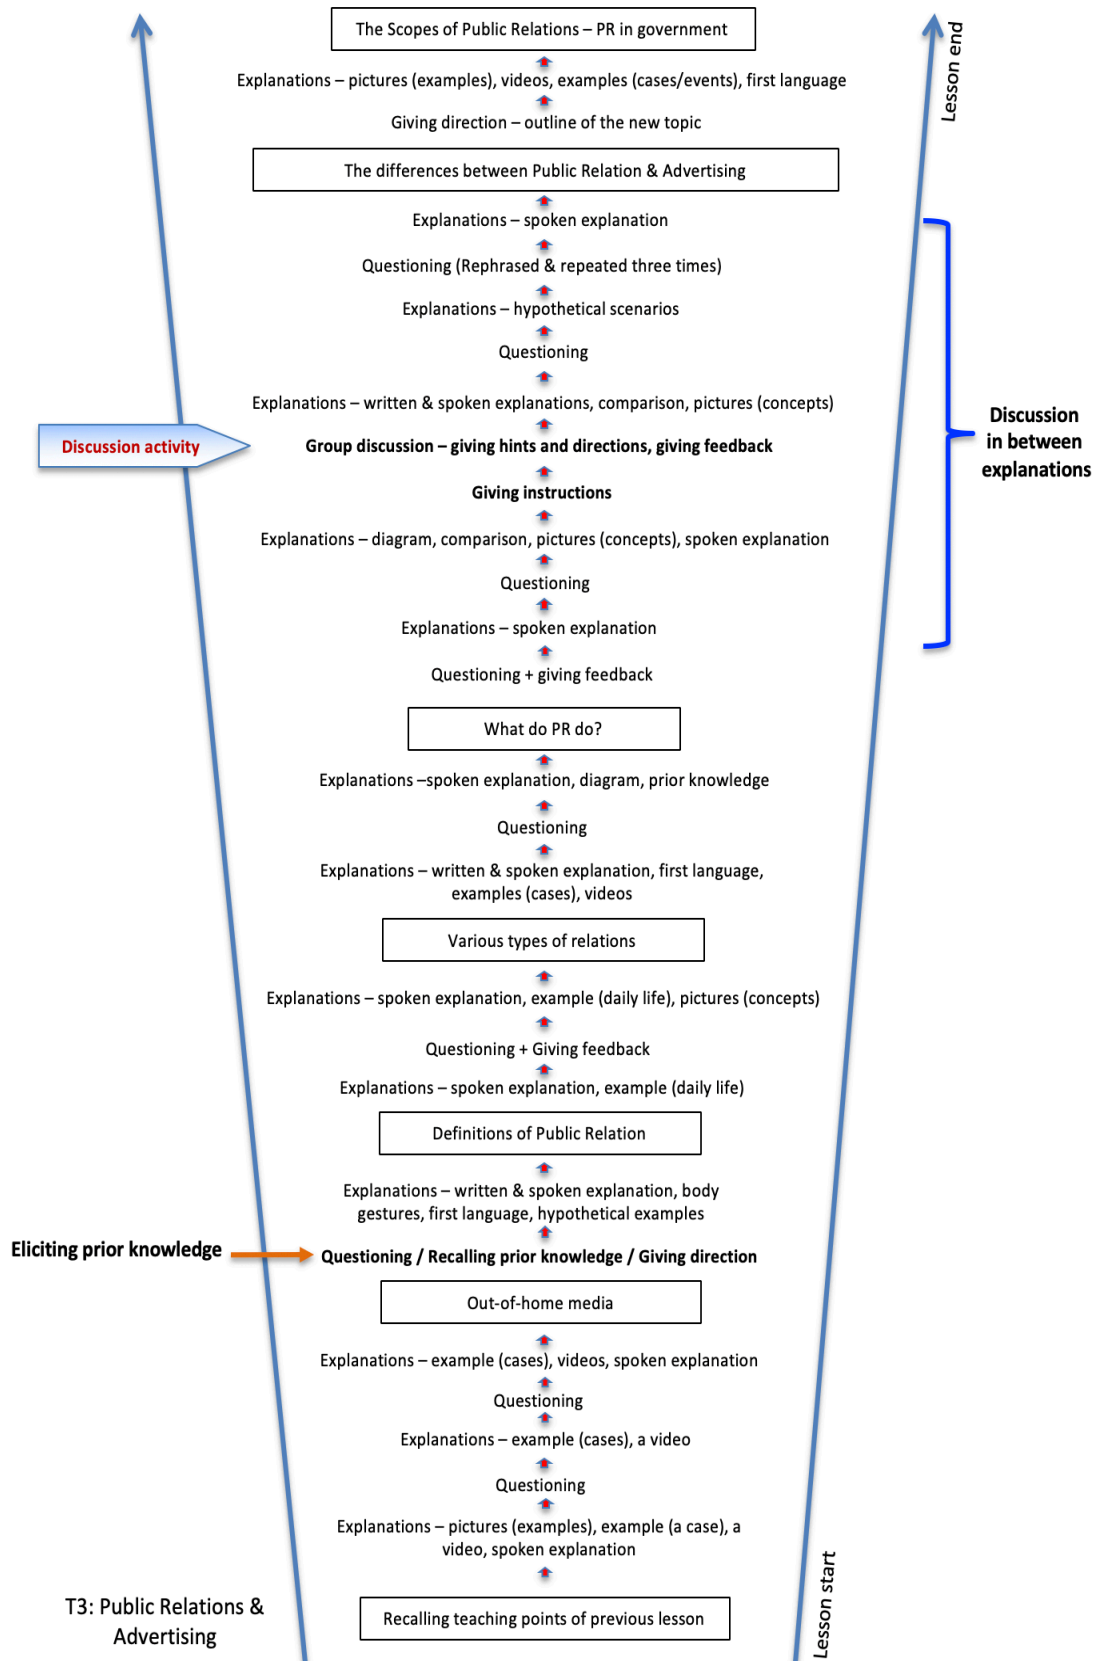 The Scopes of Public Relations – PR in government
Lesson end
Explanations – pictures (examples), videos, examples (cases/events), first language
Giving direction – outline of the new topic
The differences between Public Relation & Advertising
Explanations – spoken explanation
Questioning (Rephrased & repeated three times)
Explanations – hypothetical scenarios
Questioning
Explanations – written & spoken explanations, comparison, pictures (concepts)
Discussion
in between
explanations
Discussion activity
Group discussion – giving hints and directions, giving feedback
Giving instructions
Explanations – diagram, comparison, pictures (concepts), spoken explanation
Questioning
Explanations – spoken explanation
Questioning + giving feedback
What do PR do?
Explanations –spoken explanation, diagram, prior knowledge
Questioning
Explanations – written & spoken explanation, first language,
examples (cases), videos
Various types of relations
Explanations – spoken explanation, example (daily life), pictures (concepts)
Questioning + Giving feedback
Explanations – spoken explanation, example (daily life)
Definitions of Public Relation
Explanations – written & spoken explanation, body
gestures, first language, hypothetical examples
Eliciting prior knowledge
Questioning / Recalling prior knowledge / Giving direction
Out-of-home media
Explanations – example (cases), videos, spoken explanation
Questioning
Explanations – example (cases), a video
Questioning
Explanations – pictures (examples), example (a case), a
video, spoken explanation
Lesson start
T3: Public Relations &
Advertising
Recalling teaching points of previous lesson